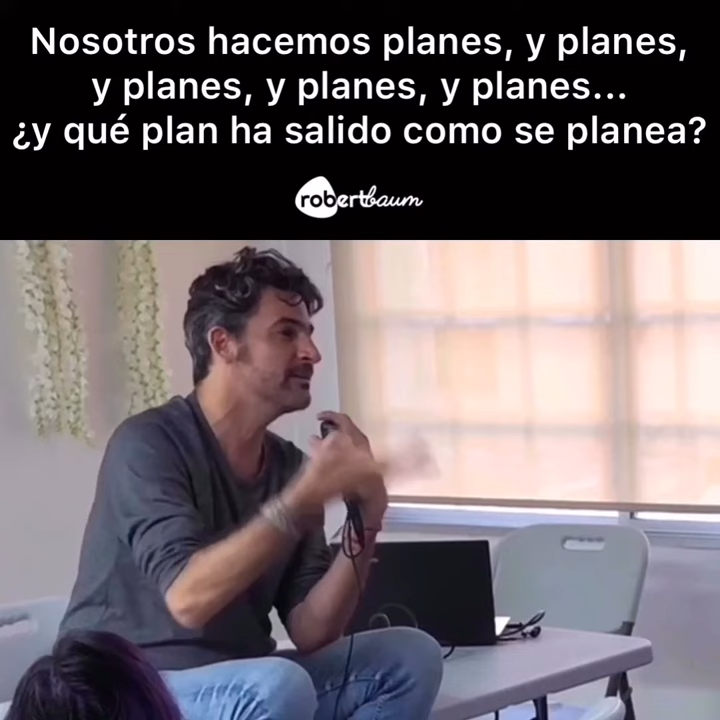 Nosotros hacemos planes, y planes,
y planes, y planes, y planes...
¿y qué plan ha salido como se planea?
robertbaum